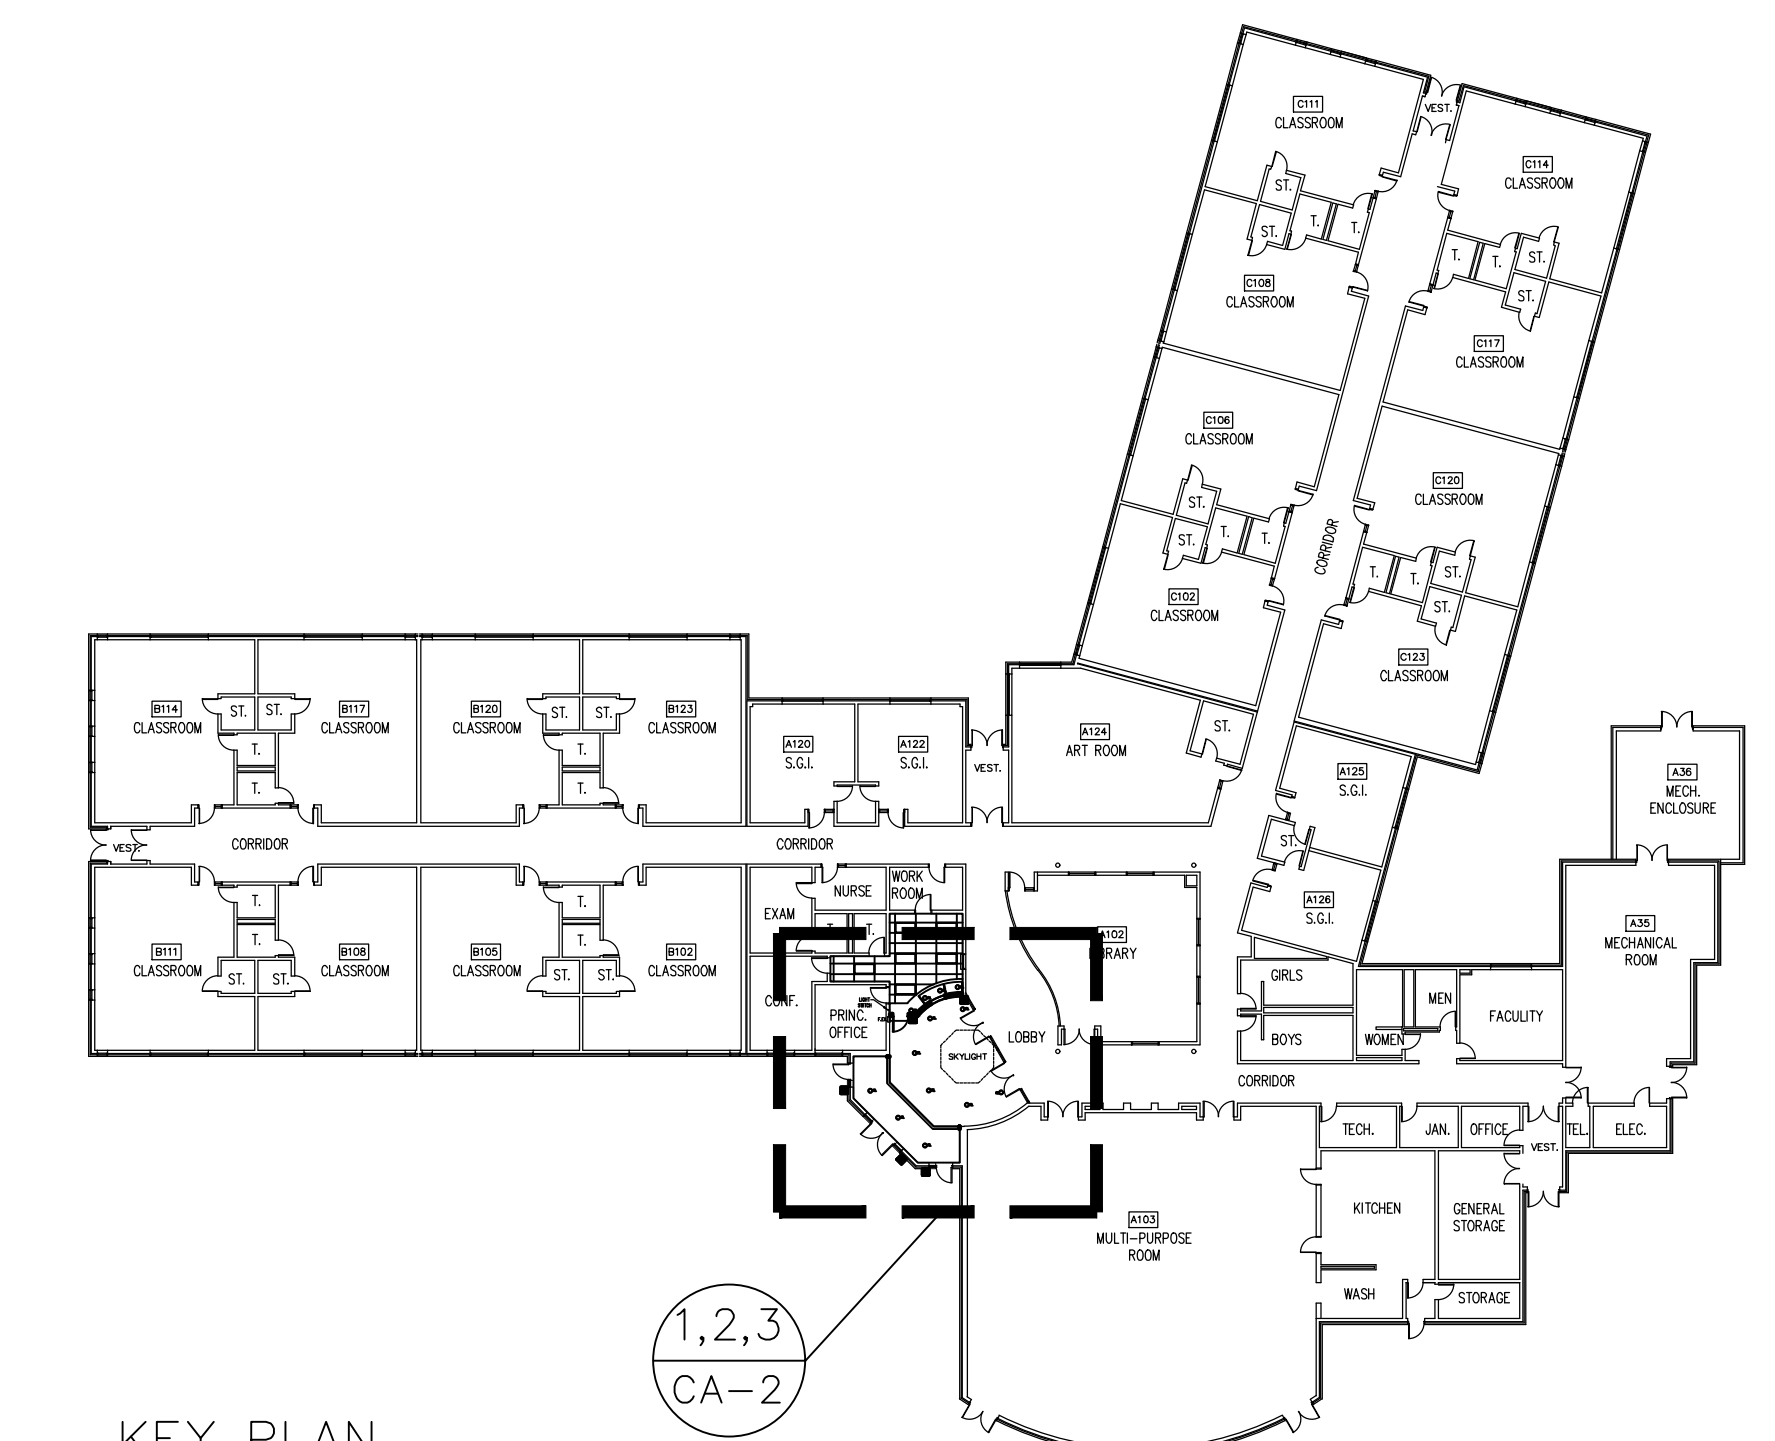 C111
CLASSROOM
VEST.
C114
CLASSROOM
ST.
ST.
T.
T.
T.
T.
ST.
ST.
C108
CLASSROOM
C117
CLASSROOM
C106
CLASSROOM
C120
CLASSROOM
ST.
ST.
T.
T.
CORRIDOR
T.
T.
ST.
ST.
C102
CLASSROOM
C123
CLASSROOM
B114
CLASSROOM
ST.
ST.
B117
CLASSROOM
B120
CLASSROOM
ST.
ST.
B123
CLASSROOM
T.
T.
T.
T.
A120
S.G.I.
A122
S.G.I.
VEST.
A124
ART ROOM
ST.
A125
S.G.I.
A36
MECH.
ENCLOSURE
VEST.
CORRIDOR
CORRIDOR
ST.
NURSE
WORK
ROOM
EXAM
T.
T.
T.
T.
T.
T.
A126
S.G.I.
A102
BRARY
A35
MECHANICAL
ROOM
B111
CLASSROOM
ST.
ST.
B108
CLASSROOM
B105
CLASSROOM
ST.
ST.
B102
CLASSROOM
CONF.
PRINC.
OFFICE
LOBBY
SKYLIGHT
GIRLS
BOYS
MEN
WOMEN
FACULITY
CORRIDOR
TECH.
JAN.
OFFICE
VEST.
TEL.
ELEC.
KITCHEN
GENERAL
STORAGE
A103
MULTI-PURPOSE
ROOM
WASH
STORAGE
1,2,3
CA-2
KEY PLAN